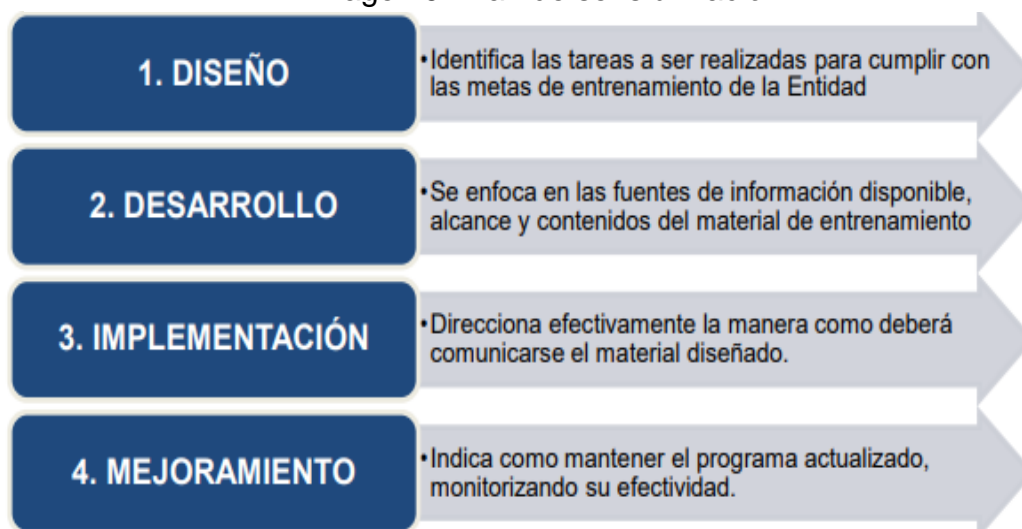 1. DISEÑO
•Identifica las tareas a ser realizadas para cumplir con
las metas de entrenamiento de la Entidad
2. DESARROLLO
•Se enfoca en las fuentes de información disponible,
alcance y contenidos del material de entrenamiento
3. IMPLEMENTACIÓN
•Direcciona efectivamente la manera como deberá
comunicarse el material diseñado.
4. MEJORAMIENTO
•Indica como mantener el programa actualizado,
monitorizando su efectividad.